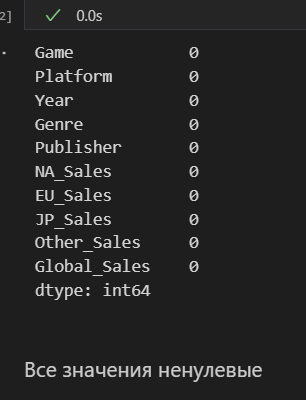 2] 0.0s
Game 0
Platform 0
Year 0
Genre 0
Publisher 0
NA_Sales 0
EU_Sales 0
JP_Sales 0
Other_Sales 0
Global_Sales 0
dtype: int64
Все значения ненулевые